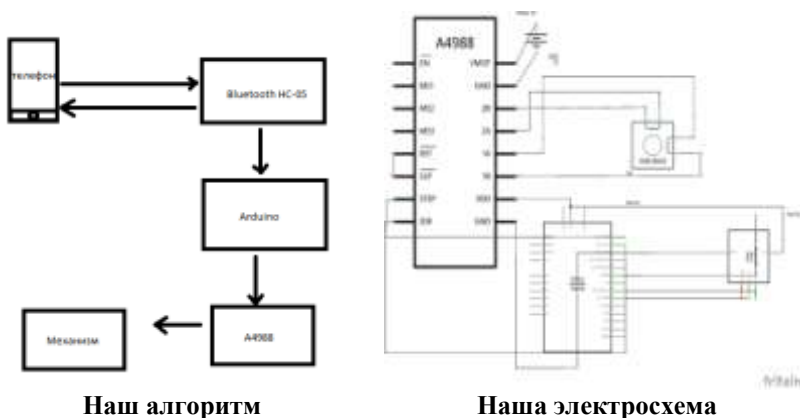 телефон
Bluetooth HC-05
Arduino
A4988
Механизм
Наш алгоритм
A4988
EN
VMOT
MS1
GND
MS2
2B
MS3
2A
RST
1A
SLP
1B
STEP
VDD
DIR
GND
Наша электросхема